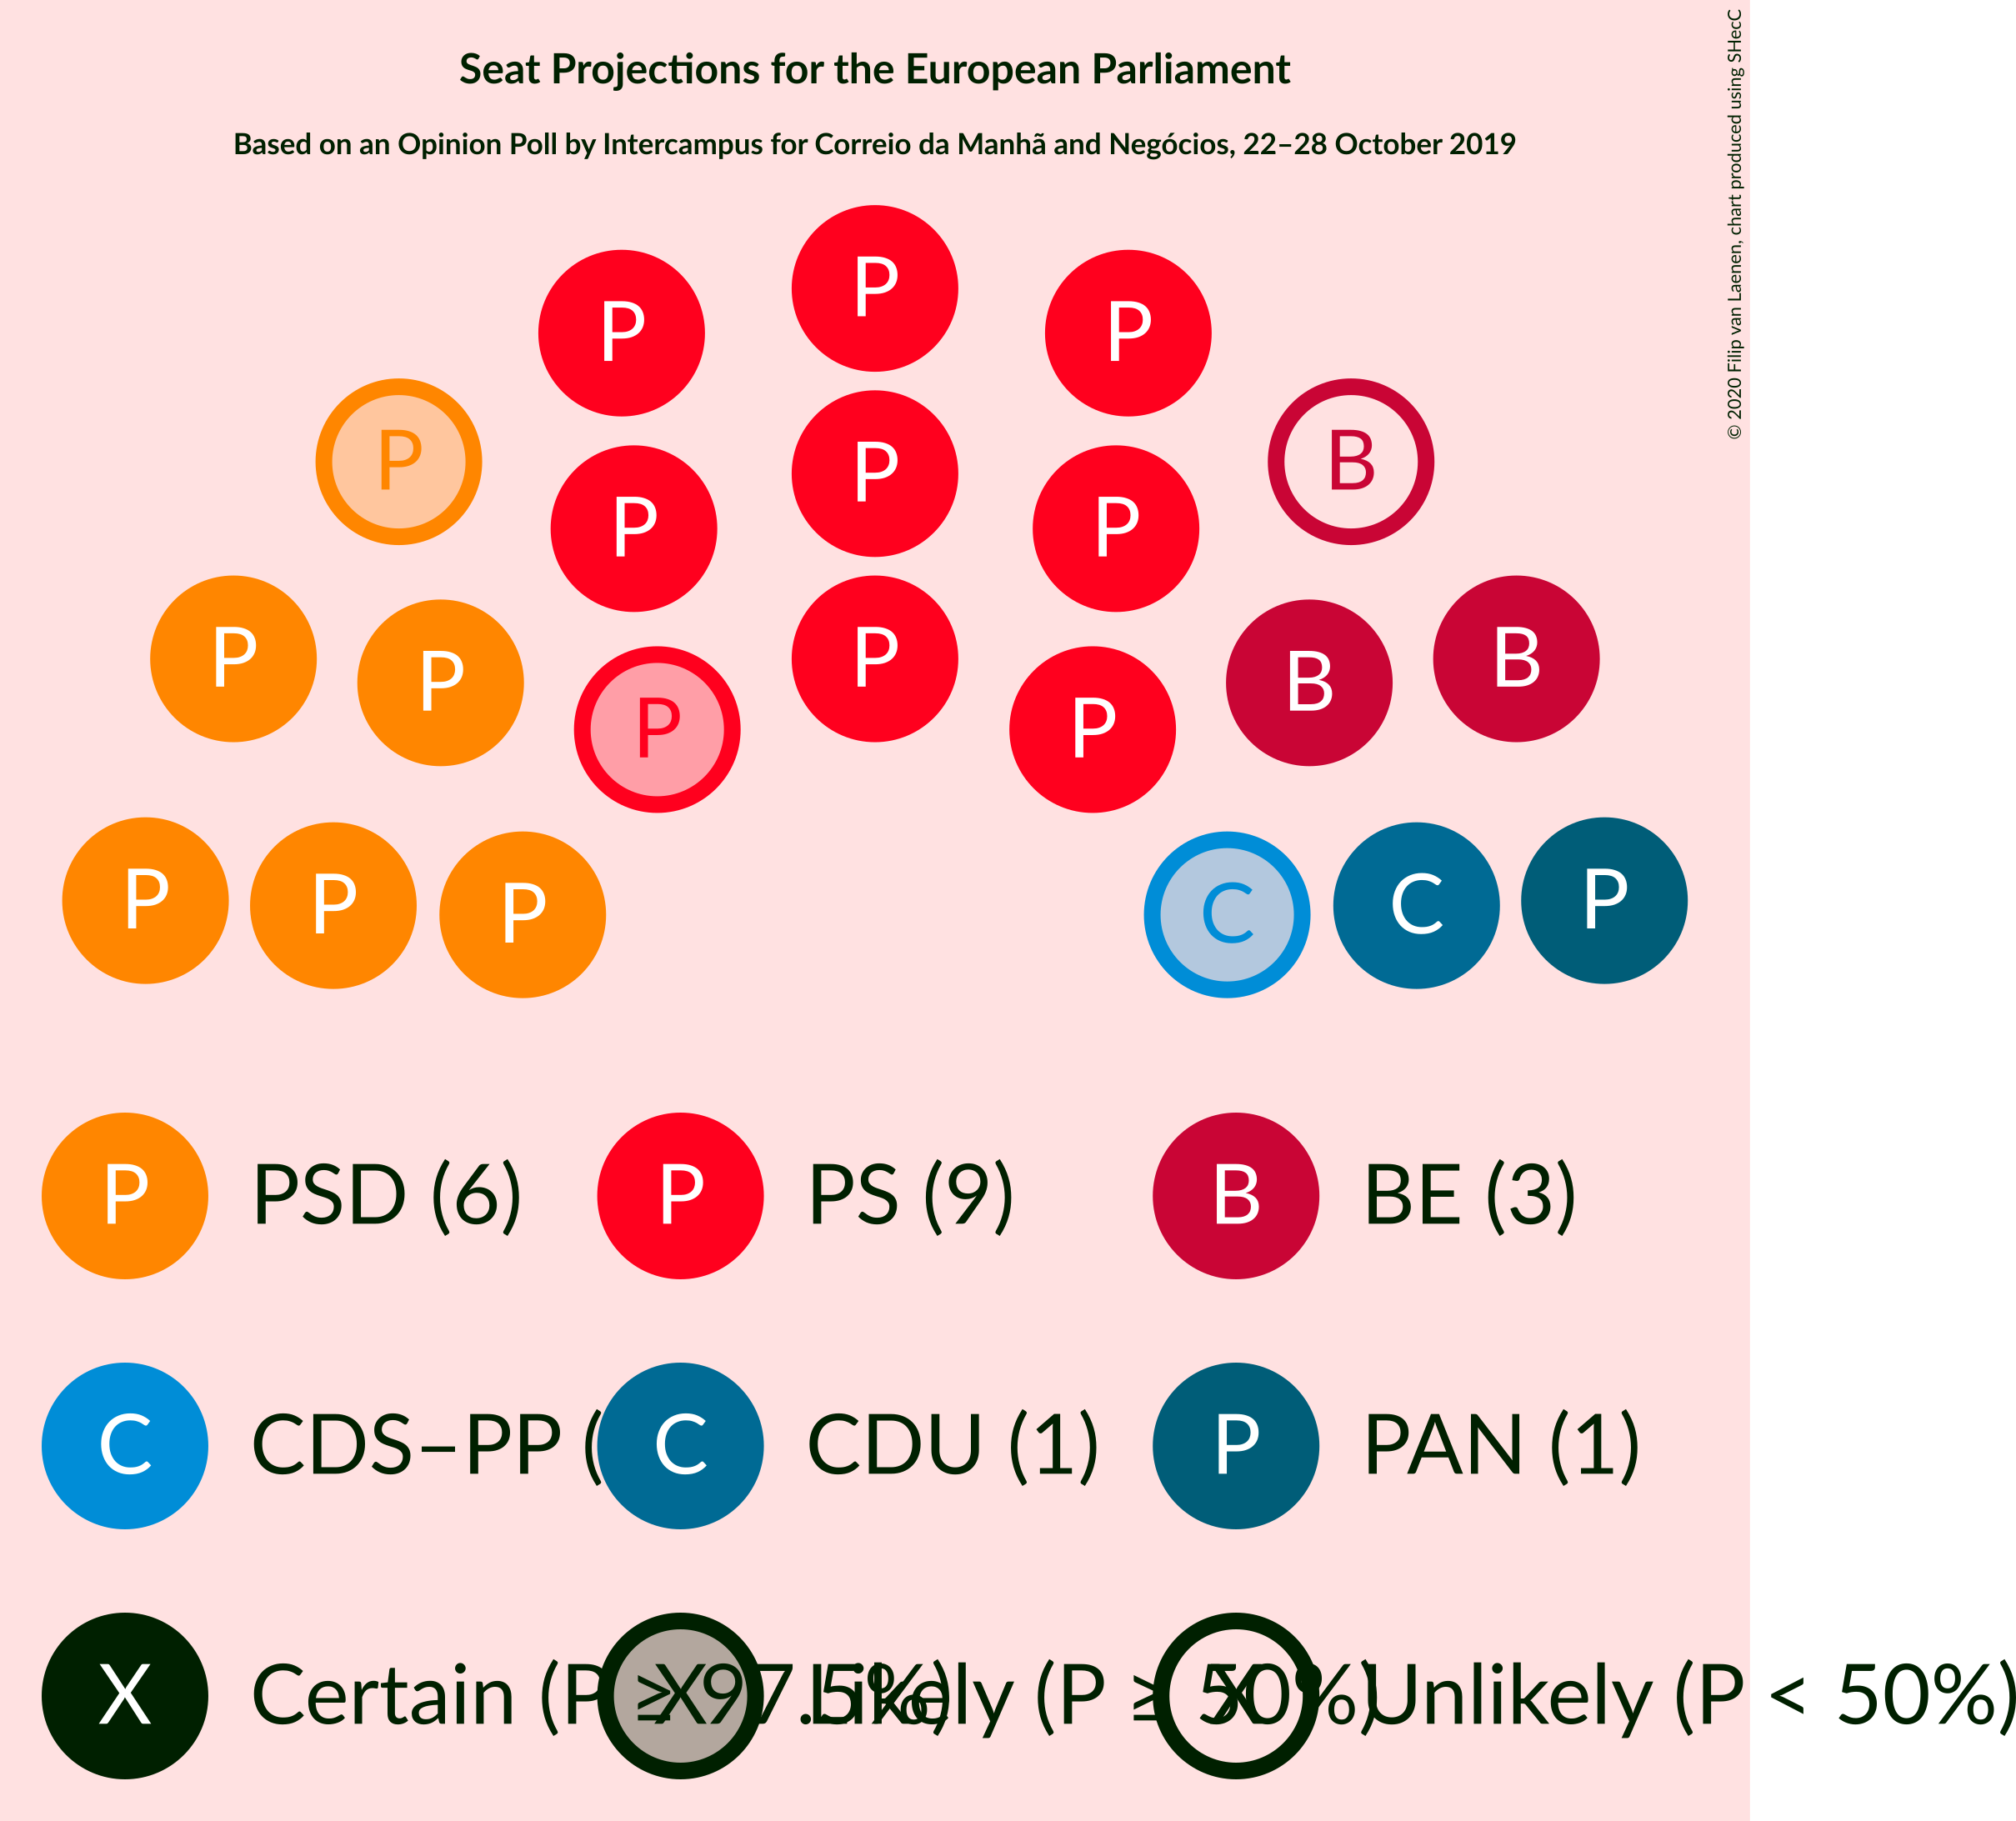 Seat Projections for the European Parliament
Based on an Opinion Poll by Intercampus for Correio da Manhã and Negócios, 22–28 October 2019
© 2020 Filip van Laenen, chart produced using SHecC
P
P P
P B
P
P P
P P P P
B B
P P
P P P C C P
P PSD (6) P PS (9) B BE (3)
C CDS–PP ( C CDU (1) P PAN (1)
X Certain (P ≥ 97.5%) X Likely (P ≥ 50%) X Unlikely (P < 50%)